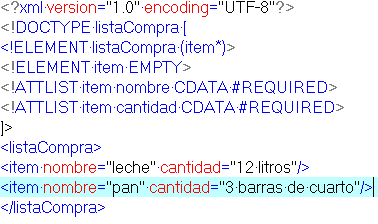 <?xml version="1.0" encoding="UTF-8"?>
<!DOCTYPE listaCompra [
<!ELEMENT listaCompra (item*)>
<!ELEMENT item EMPTY>
<!ATTLIST item nombre CDATA #REQUIRED>
<!ATTLIST item cantidad CDATA #REQUIRED>
]>
<listaCompra>
<item nombre="leche" cantidad="12 litros"/>
<item nombre="pan" cantidad="3 barras de cuarto"/>
</listaCompra>